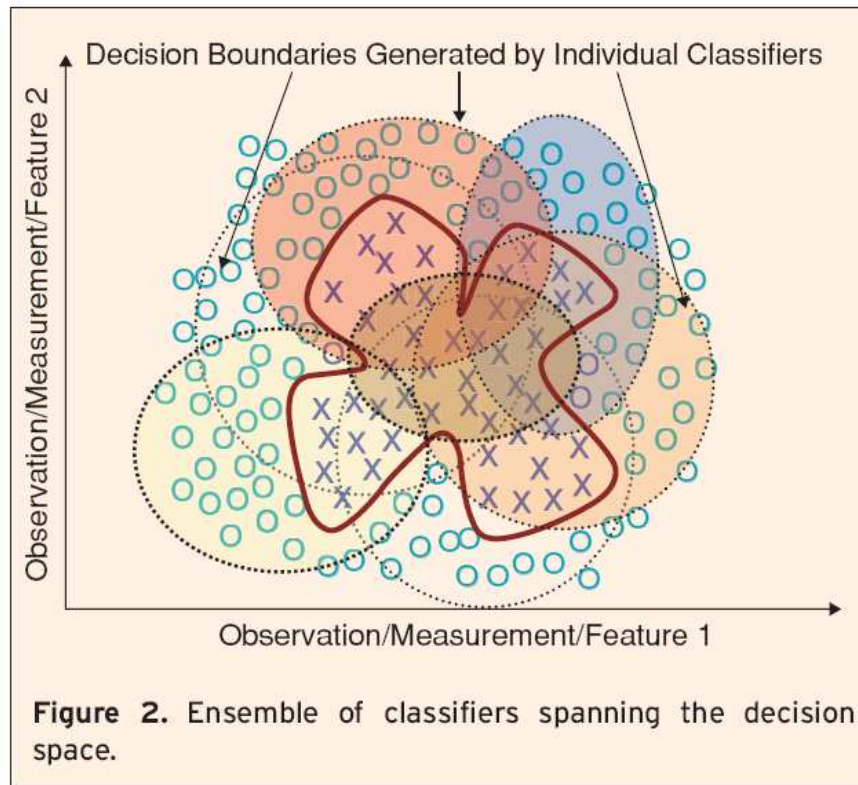 Decision Boundaries Generated by Individual Classifiers
Observation/Measurement/Feature 2
Observation/Measurement/Feature 1
Figure 2. Ensemble of classifiers spanning the decision
space.